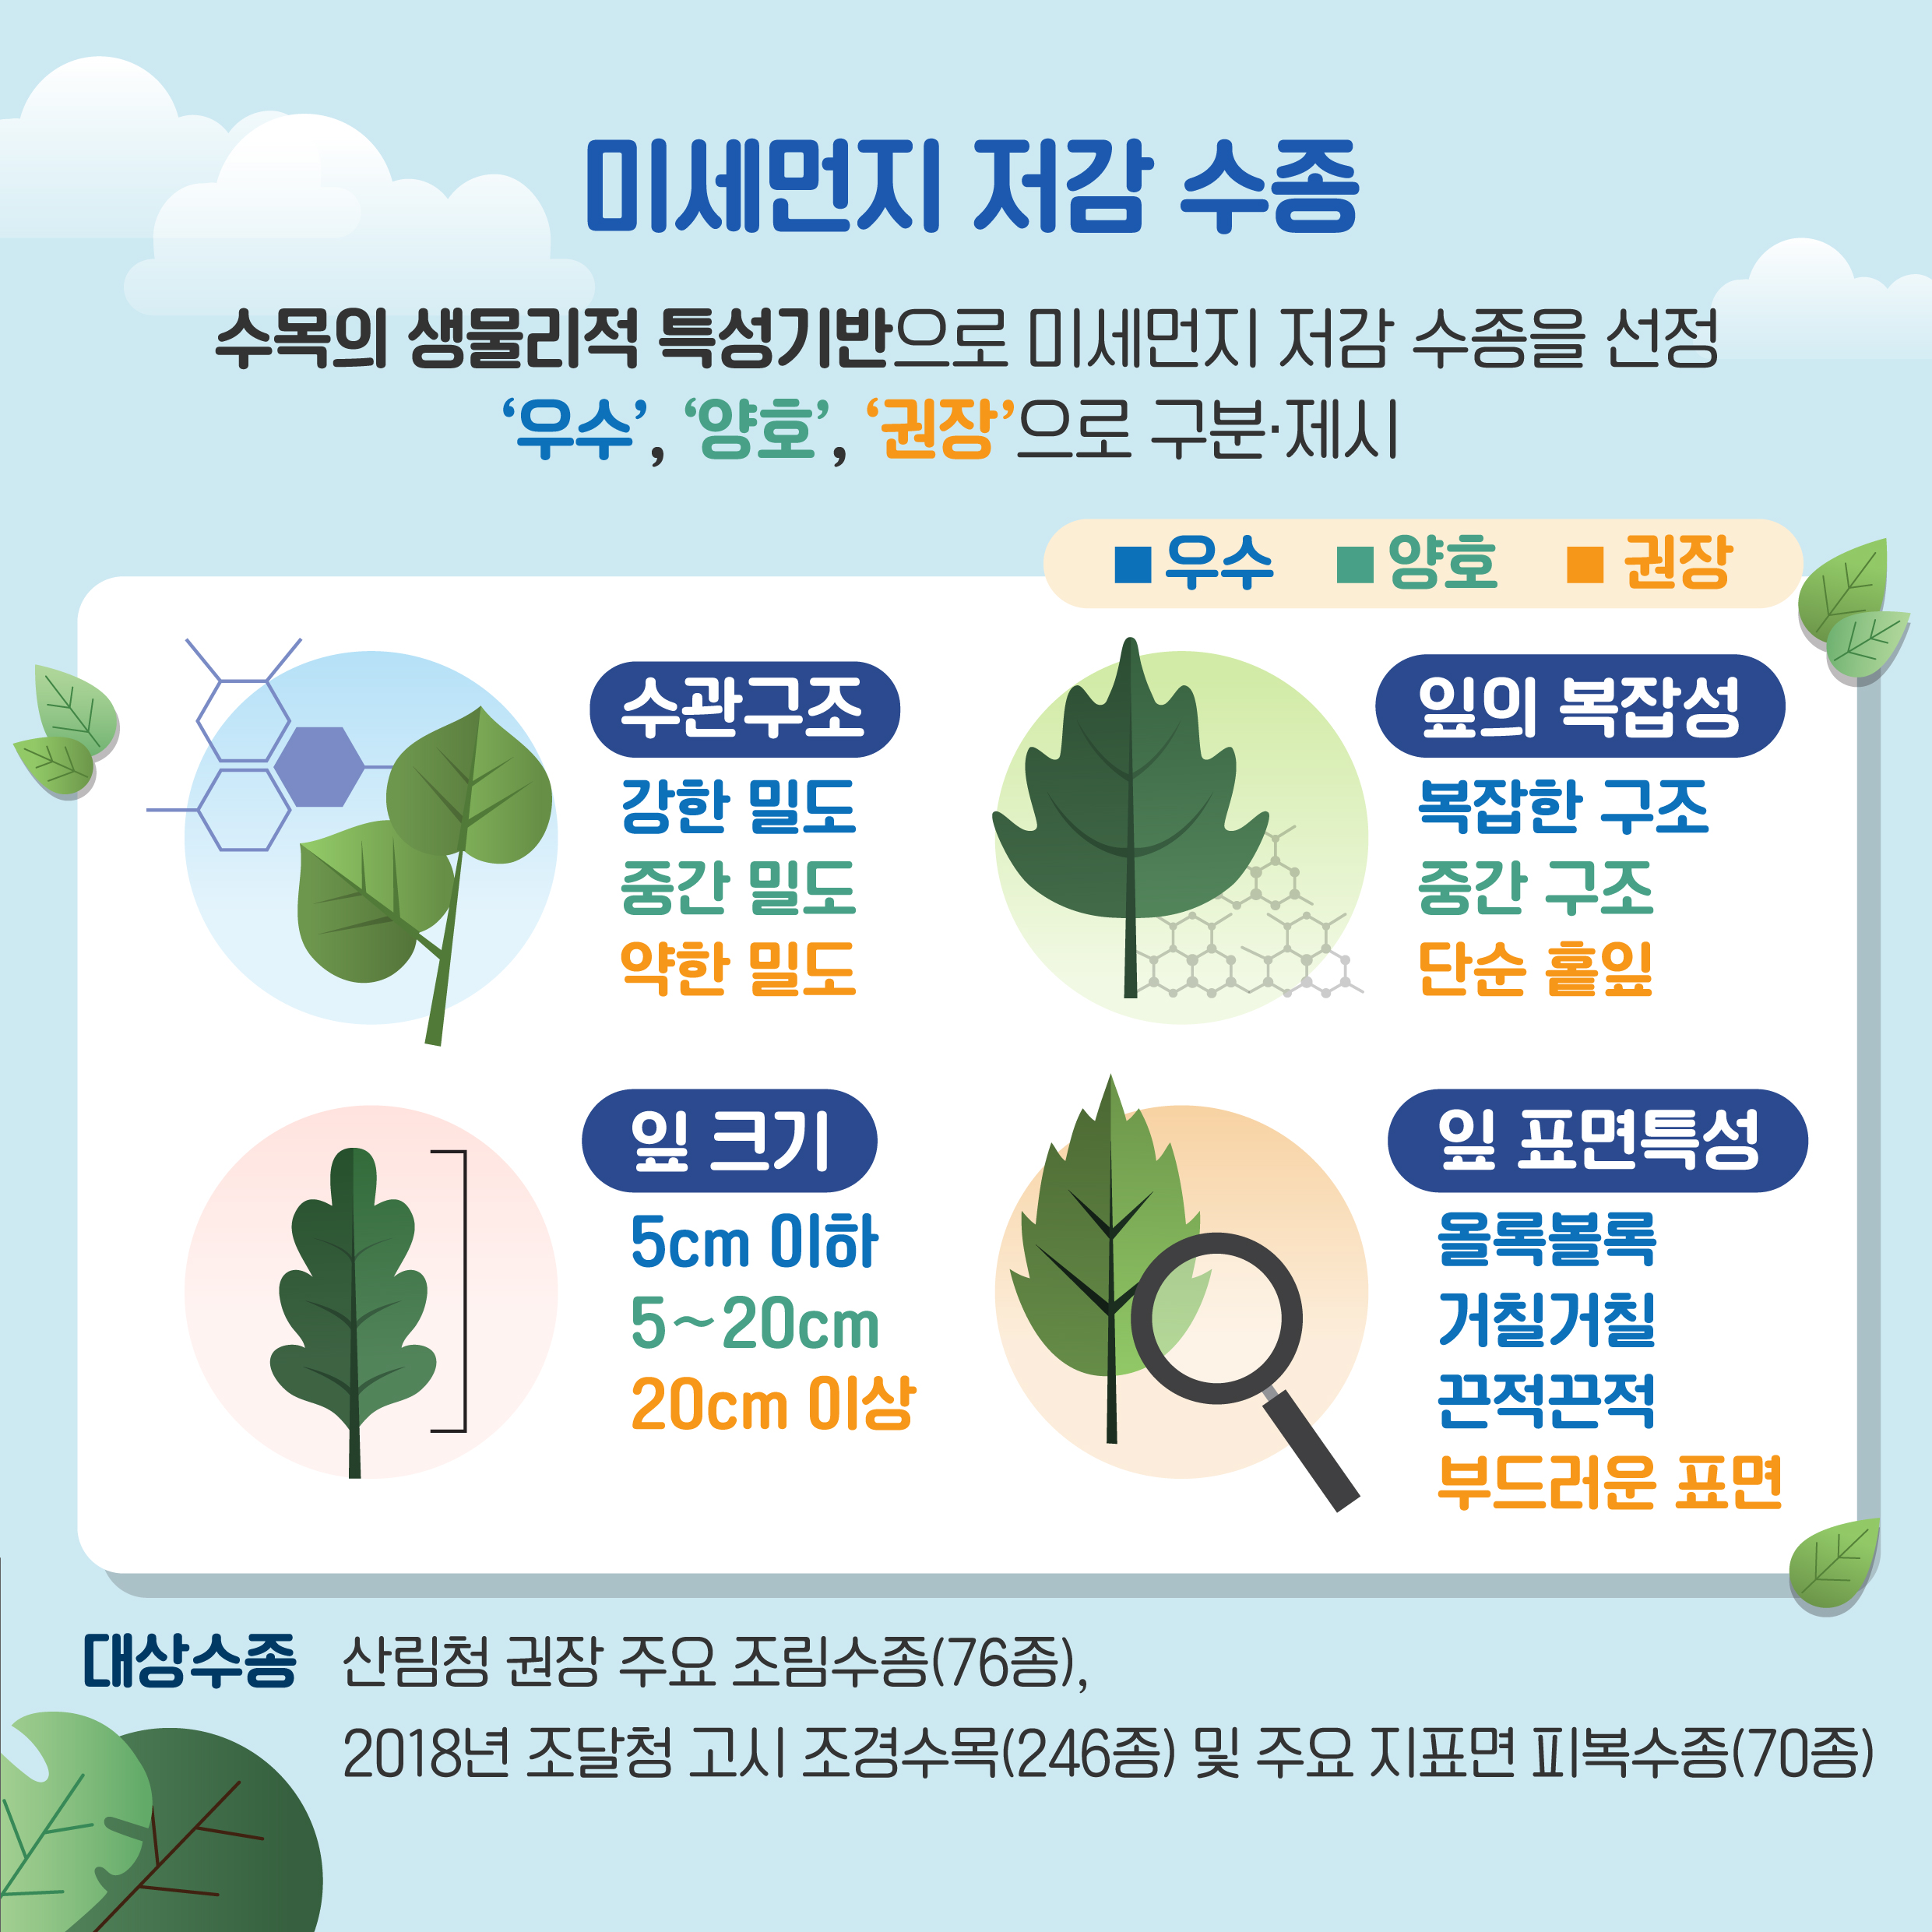 미세먼지 저감 수종
수목의 생물리적 특성기반으로 미세먼지 저감 수종을 선정
‘우수’, ‘양호’, ‘권장’으로 구분·제시
우수 양호 권장
수관구조
강한 밀도
중간 밀도
약한 밀도
잎의 복잡성
복잡한 구조
중간 구조
단순 홑잎
잎 크기
5cm 이하
5~20cm
20cm 이상
잎 표면특성
올록볼록
거칠거칠
끈적끈적
부드러운 표면
대상수종 산림청 권장 주요 조림수종(76종),
2018년 조달청 고시 조경수목(246종) 및 주요 지표면 피복수종(70종)